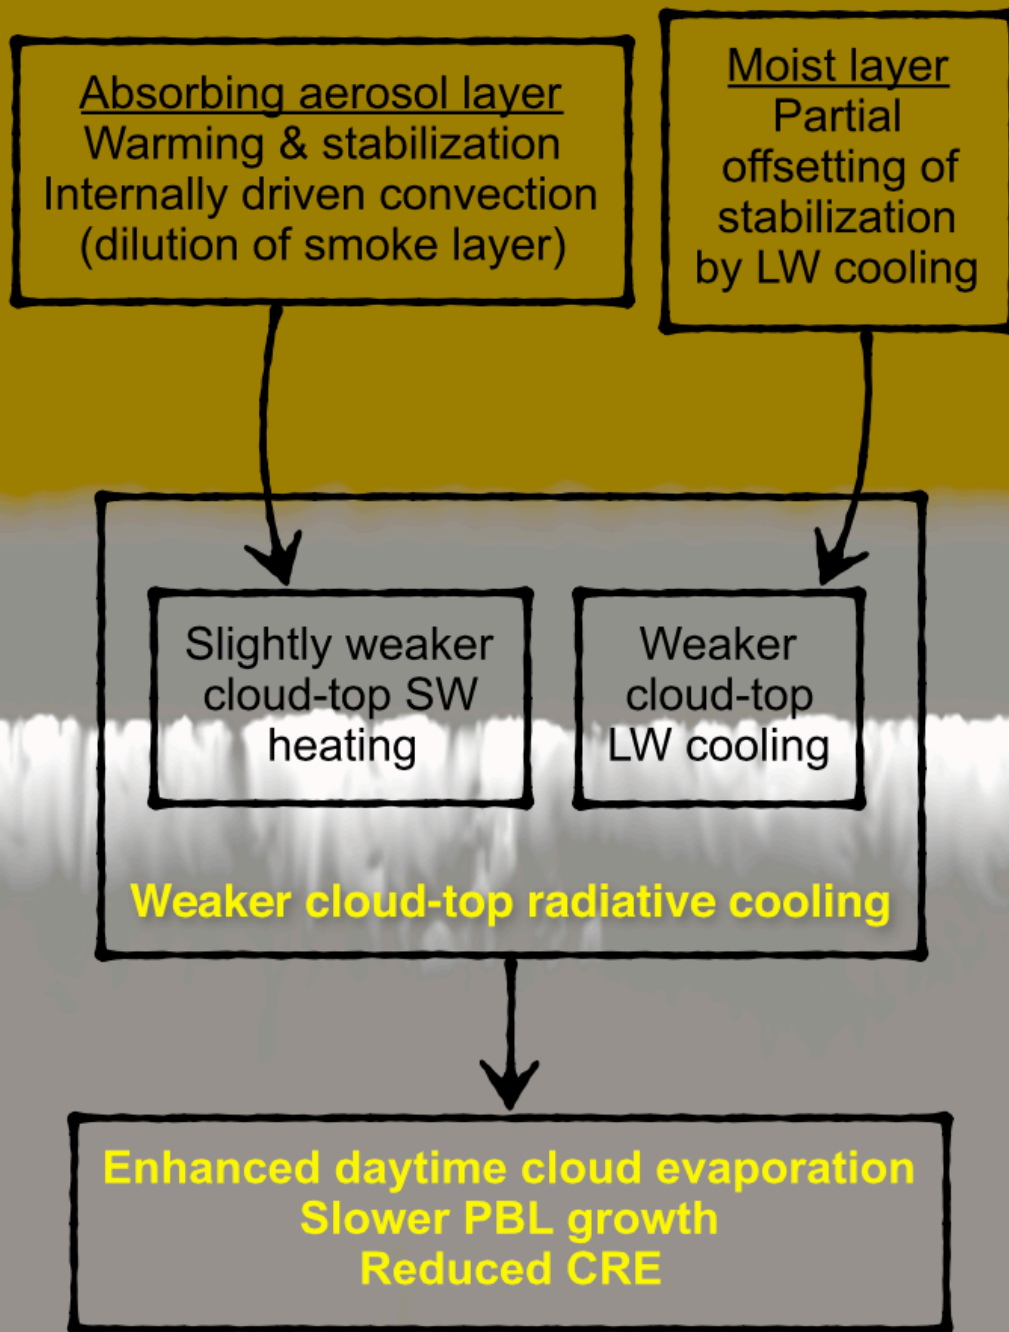 Absorbing aerosol layer
Warming & stabilization
Internally driven convection
(dilution of smoke layer)
Moist layer
Partial
offsetting of
stabilization
by LW cooling
Slightly weaker
cloud-top SW
heating
Weaker
cloud-top
LW cooling
Weaker cloud-top radiative cooling
Enhanced daytime cloud evaporation
Slower PBL growth
Reduced CRE